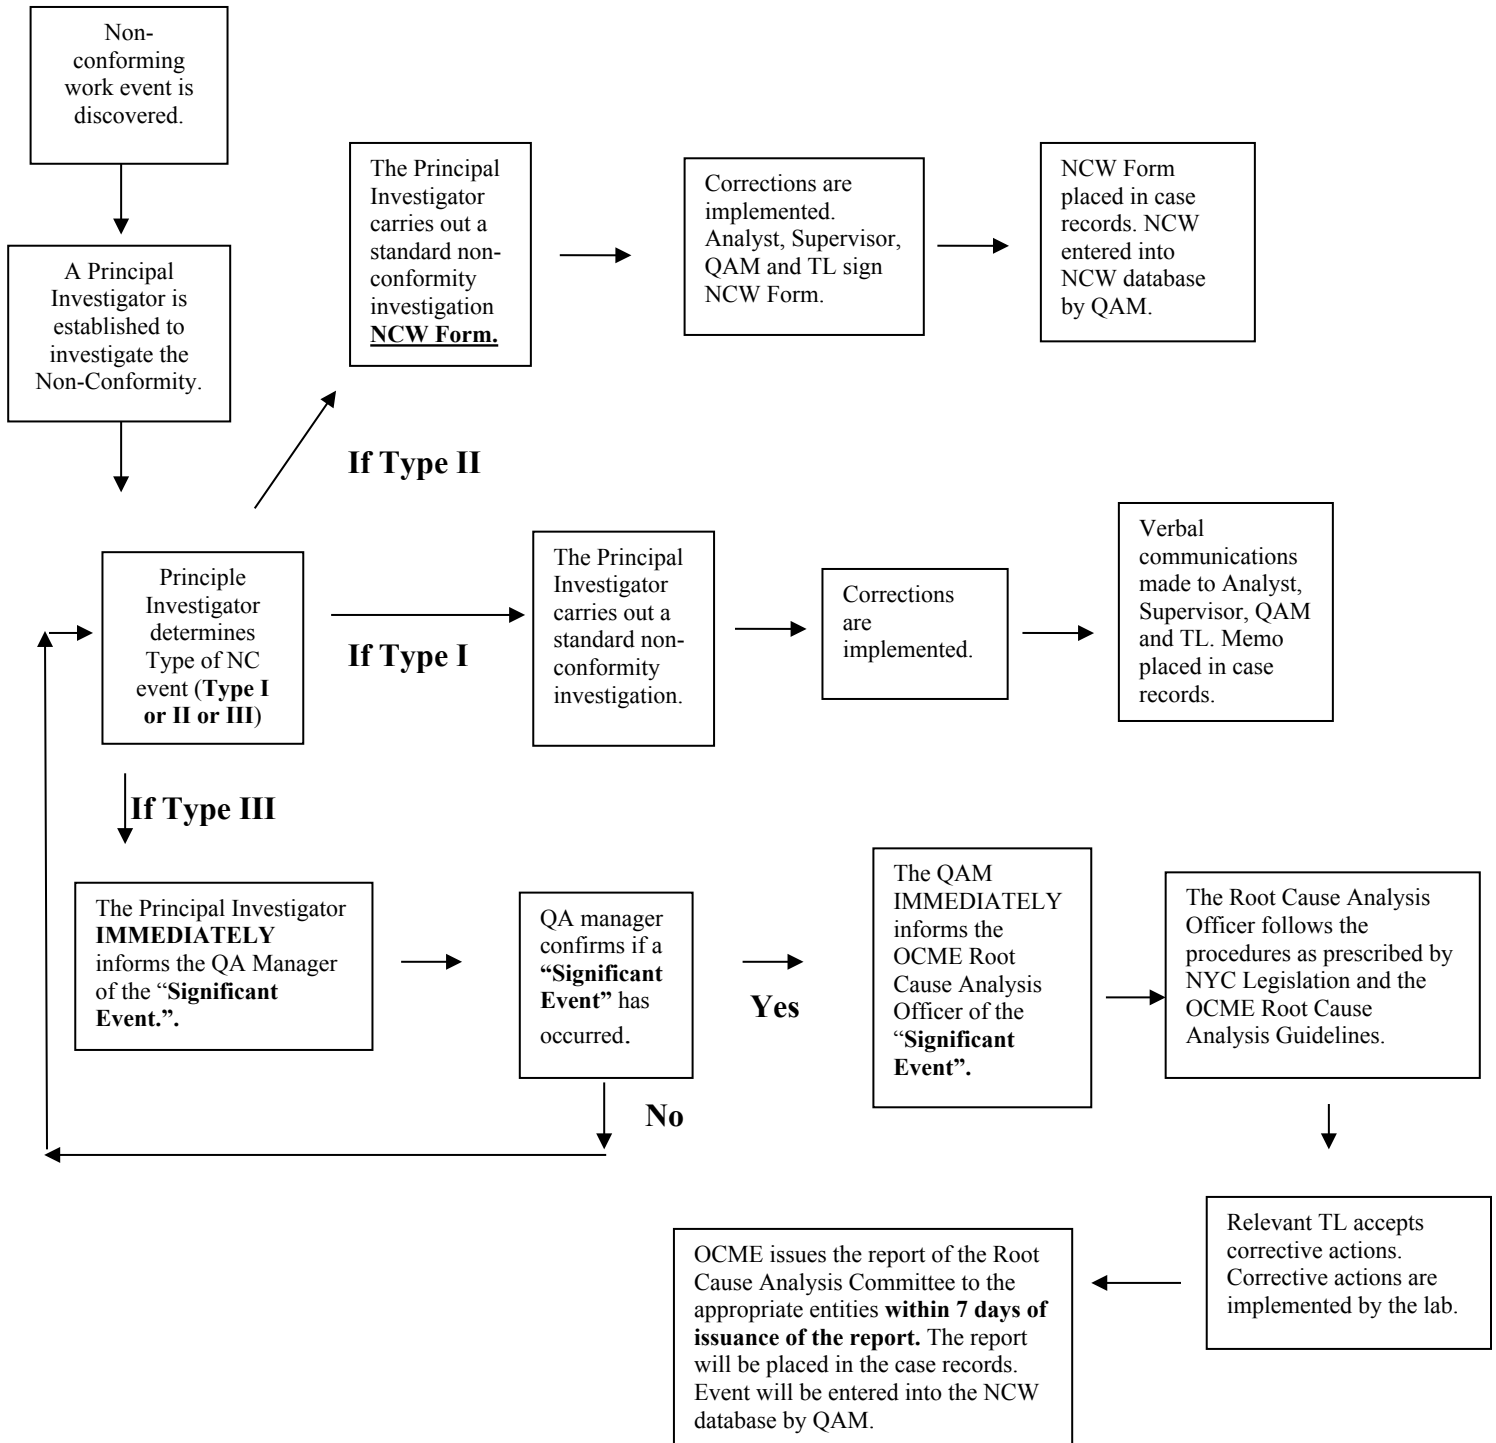 Non-
conforming
work event is
discovered.
A Principal
Investigator is
established to
investigate the
Non-Conformity.
The Principal
Investigator
carries out a
standard non-
conformity
investigation
NCW Form.
Corrections are
implemented.
Analyst, Supervisor,
QAM and TL sign
NCW Form.
NCW Form
placed in case
records. NCW
entered into
NCW database
by QAM.
If Type II
Principle
Investigator
determines
Type of NC
event (Type I
or II or III)
If Type I
The Principal
Investigator
carries out a
standard non-
conformity
investigation.
Corrections
are
implemented.
Verbal
communications
made to Analyst,
Supervisor, QAM
and TL. Memo
placed in case
records.
If Type III
The Principal Investigator
IMMEDIATELY
informs the QA Manager
of the “Significant
Event.”.
QA manager
confirms if a
“Significant
Event” has
occurred.
Yes
No
The QAM
IMMEDIATELY
informs the
OCME Root
Cause Analysis
Officer of the
“Significant
Event”.
The Root Cause Analysis
Officer follows the
procedures as prescribed by
NYC Legislation and the
OCME Root Cause
Analysis Guidelines.
Relevant TL accepts
corrective actions.
Corrective actions are
implemented by the lab.
OCME issues the report of the Root
Cause Analysis Committee to the
appropriate entities within 7 days of
issuance of the report. The report
will be placed in the case records.
Event will be entered into the NCW
database by QAM.